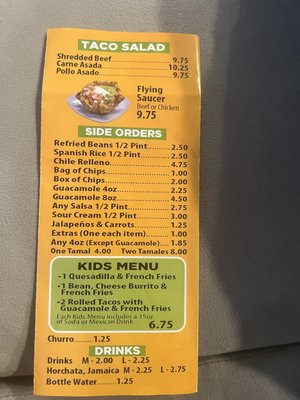 TACO SALAD
Shredded Beef 9.75
Carne Asada 10.25
Pollo Asado 9.75
Flying
Saucer
Beef or Chicken
9.75
SIDE ORDERS
Refried Beans 1/2 Pint 2.50
Spanish Rice 1/2 Pint 2.50
Chile Relleno 4.75
Bag of Chips 1.00
Box of Chips 2.00
Guacamole 4oz 2.25
Guacamole 8oz 4.50
Any Salsa 1/2 Pint 2.75
Sour Cream 1/2 Pint 3.00
Jalapeños & Carrots 1.25
Extras (One each item) 1.00
Any 4oz (Except Guacamole) 1.85
One Tamal 4.00 Two Tamales 8.00
KIDS MENU
-1 Quesadilla & French Fries
-1 Bean, Cheese Burrito &
French Fries
-2 Rolled Tacos with
Guacamole & French Fries
Each Kids Menu includes a 15oz.
of Soda or Mexican Drink 6.75
Churro 1.25
DRINKS
Drinks M - 2.00 L - 2.25
Horchata, Jamaica M - 2.25 L - 2.75
Bottle Water 1.25